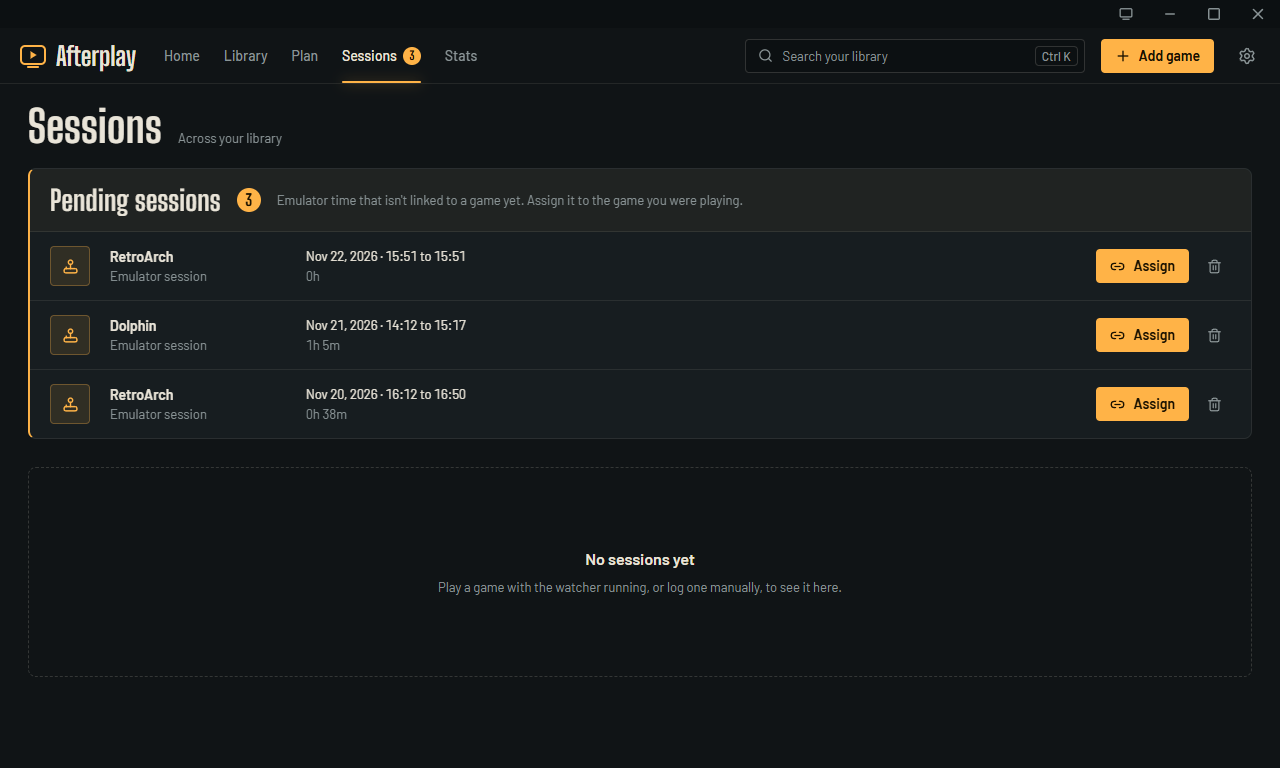 Afterplay
Home
Library
Plan
Sessions 3
Stats
Search your library
Ctrl K
Add game
Sessions
Across your library
Pending sessions 3
Emulator time that isn't linked to a game yet. Assign it to the game you were playing.
RetroArch
Emulator session
Nov 22, 2026 · 15:51 to 15:51
0h
Assign
Dolphin
Emulator session
Nov 21, 2026 · 14:12 to 15:17
1h 5m
Assign
RetroArch
Emulator session
Nov 20, 2026 · 16:12 to 16:50
0h 38m
Assign
No sessions yet
Play a game with the watcher running, or log one manually, to see it here.